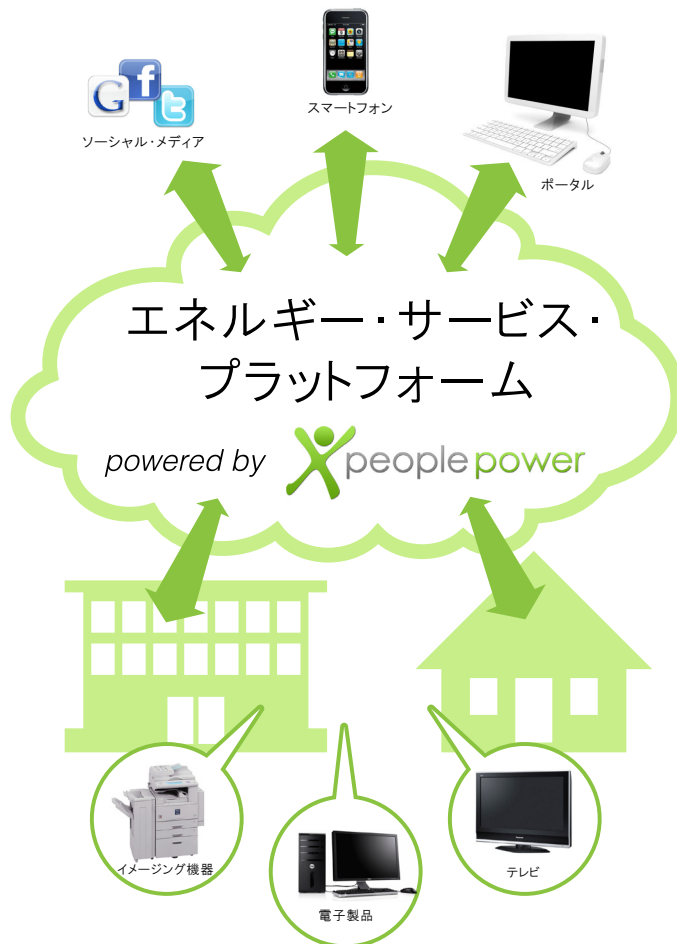 G f t
ソーシャル・メディア
スマートフォン
ポータル
エネルギー・サービス・
プラットフォーム
powered by peoplepower
イメージング機器
電子製品
テレビ